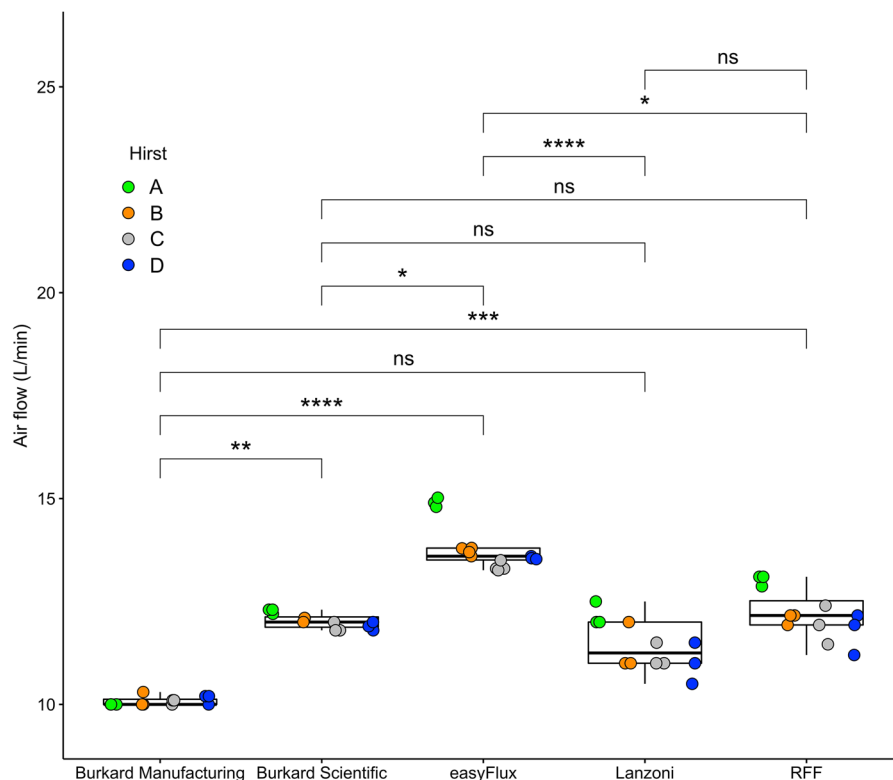 ns
*
****
ns
ns
*
***
ns
****
**
Hirst
A
B
C
D
Air flow (L/min)
25
20
15
10
Burkard Manufacturing Burkard Scientific easyFlux Lanzoni RFF